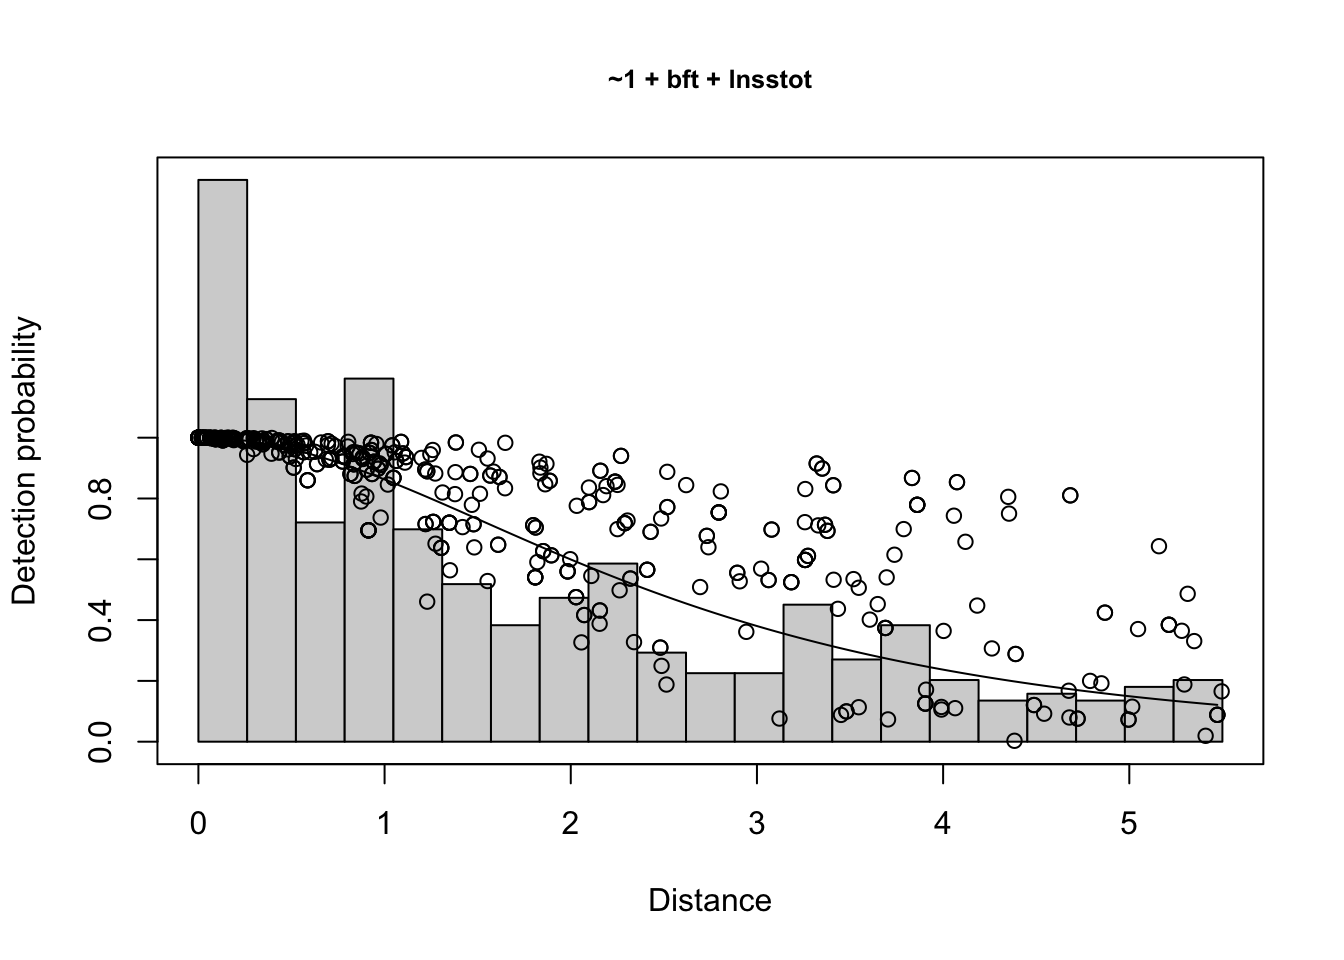 ~1 + bft + lnsstot
Detection probability
0.8
0.4
0.0
0 1 2 3 4 5
Distance